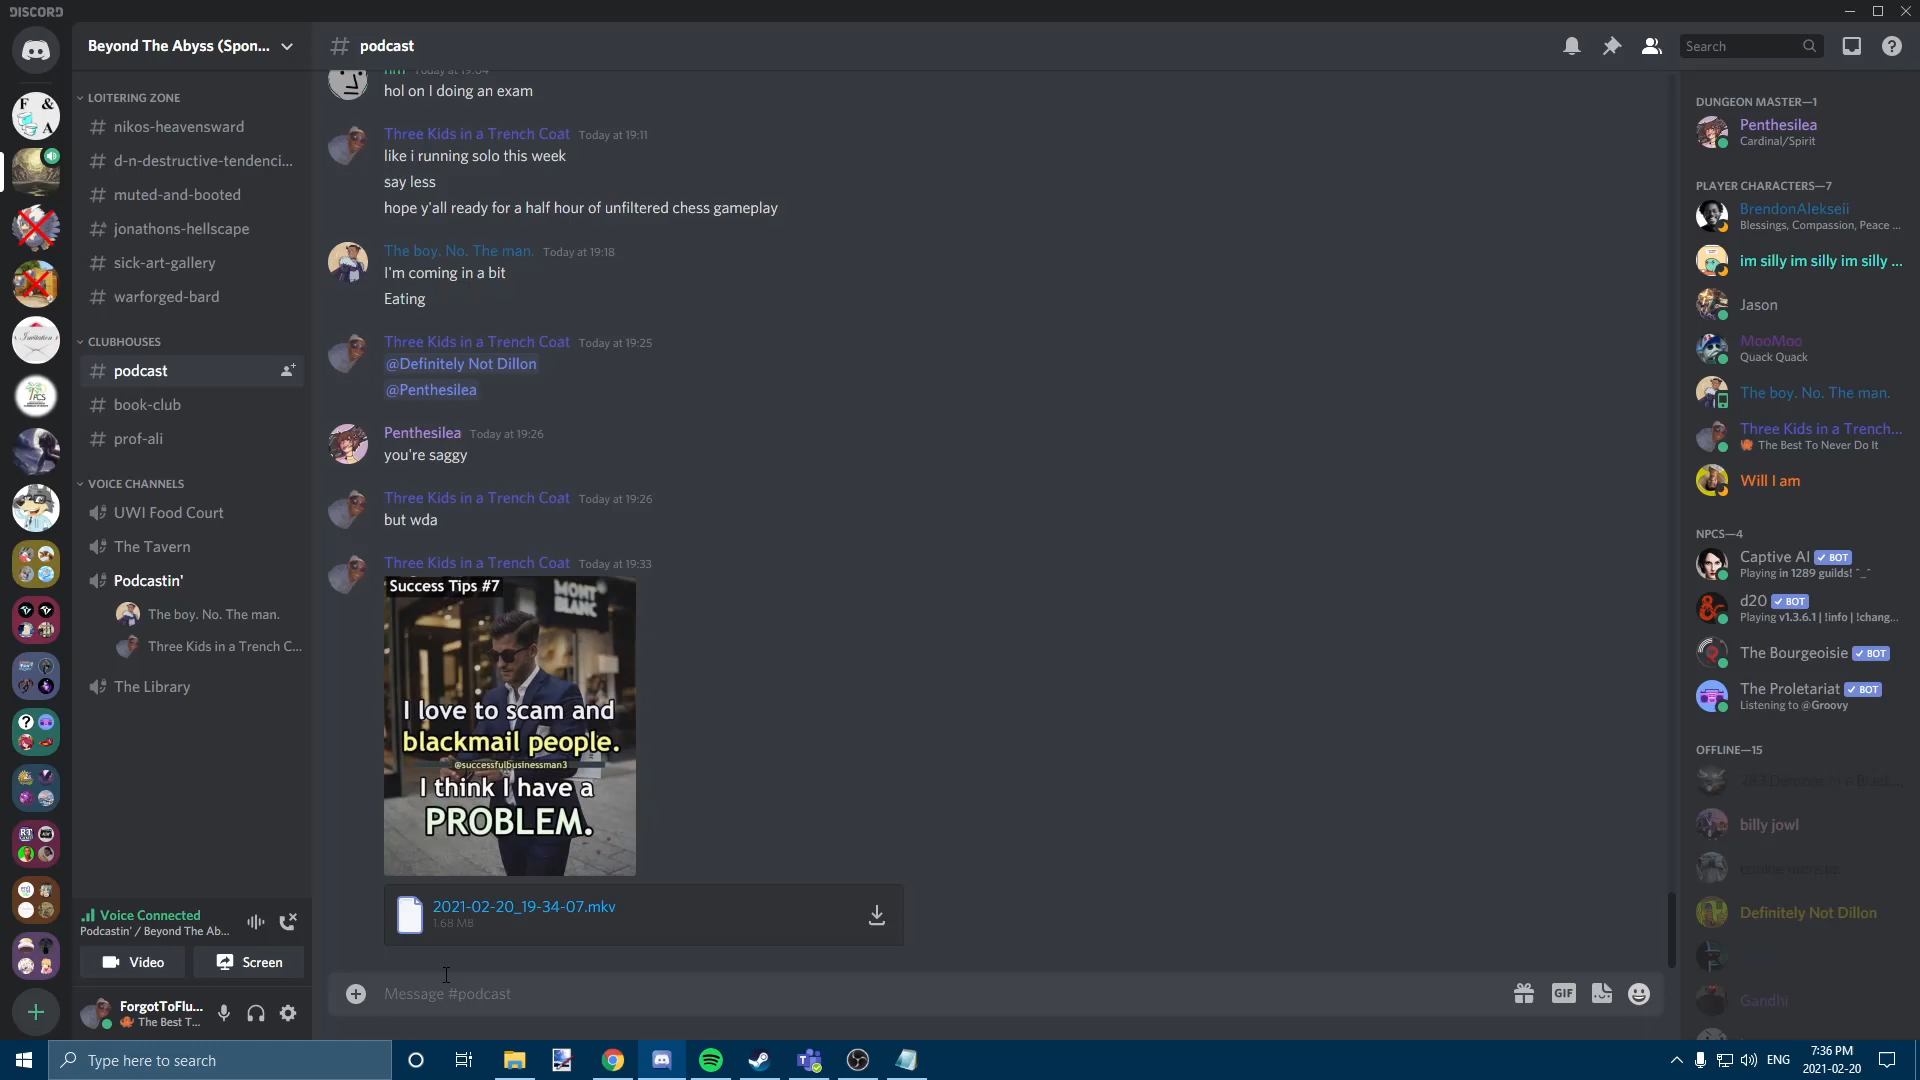 DISCORD
Beyond The Abyss (Spon...
podcast
Search
LOITERING ZONE
nikos-heavensward
d-n-destructive-tendenci...
muted-and-booted
jonathons-hellscape
sick-art-gallery
warforged-bard
CLUBHOUSES
podcast
book-club
prof-ali
VOICE CHANNELS
UWI Food Court
The Tavern
Podcastin'
The boy. No. The man.
Three Kids in a Trench C...
The Library
Voice Connected
Podcastin' / Beyond The Ab...
Video
Screen
ForgotToFlu...
The Best T...
F &
A
Invitation
PCS
hol on I doing an exam
Three Kids in a Trench Coat Today at 19:11
like i running solo this week
say less
hope y'all ready for a half hour of unfiltered chess gameplay
The boy. No. The man. Today at 19:18
I'm coming in a bit
Eating
Three Kids in a Trench Coat Today at 19:25
@Definitely Not Dillon
@Penthesilea
Penthesilea Today at 19:26
you're saggy
Three Kids in a Trench Coat Today at 19:26
but wda
Three Kids in a Trench Coat Today at 19:33
Success Tips #7
MONT
BLANC
I love to scam and
blackmail people.
@successfulbusinessman3
I think I have a
PROBLEM.
2021-02-20_19-34-07.mkv
1.68 MB
Message #podcast
GIF
DUNGEON MASTER—1
Penthesilea
Cardinal/Spirit
PLAYER CHARACTERS—7
BrendonAlekseii
Blessings, Compassion, Peace ...
im silly im silly im silly ...
Jason
MooMoo
Quack Quack
The boy. No. The man.
Three Kids in a Trench...
The Best To Never Do It
Will I am
NPCS—4
Captive AI BOT
Playing in 1289 guilds! ^_^
d20 BOT
Playing v1.3.6.1 | !info | !chang...
The Bourgeoisie BOT
The Proletariat BOT
Listening to @Groovy
OFFLINE—15
billy jowl
Definitely Not Dillon
Gandhi
Type here to search
ENG
7:36 PM
2021-02-20